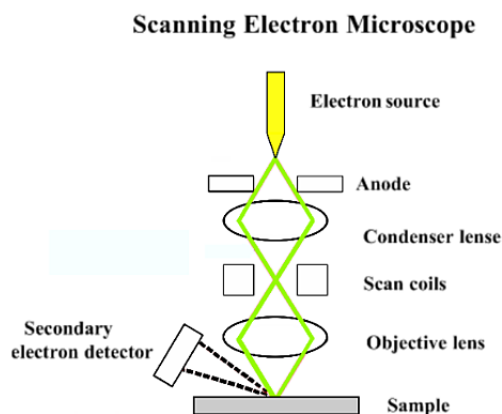 Scanning Electron Microscope
Electron source
Anode
Condenser lense
Scan coils
Secondary
electron detector
Objective lens
Sample